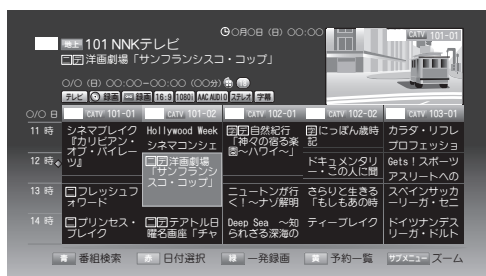 地上 101 NNKテレビ
○月○日 (日) ○○:○○
CATV 101-01
二字洋画劇場「サンフランシスコ・コップ」
○/○ (日) ○○:○○−○○:○○ (○○分)
テレビ 録画 録画 16:9 1080i AAC AUDIO ステレオ 字幕
○/○ 日 CATV 101-01 CATV 101-02 CATV 102-01 CATV 102-02 CATV 103-01
11 時 シネマブレイク Hollywood Week 字自然紀行 字にっぽん歳時 カラダ・リフレ
『カリビアン・ シネマコンシェ 「神々の宿る楽 記 プロフェッショ
オブ・バイレーツ』 園〜ハワイ〜」
12 時 二字洋画劇場 ドキュメンタリ Gets！スポーツ
「サンフランシ ー・この人に聞 アスリートへの
スコ・コップ」
13 時 フレッシュフ ニュートンが行 さらりと生きる スペインサッカ
ォワード く！〜ナゾ解明 「もしもあの時 ーリーガ・セニ
14 時 プリンセス・ 二字テアトル日 Deep Sea 〜知 ティーブレイク ドイツナンデス
ブレイク 曜名画座「チャ られざる深海の リーガ・ドルト
青 番組検索 赤 日付選択 緑 一発録画 黄 予約一覧 サブメニュー ズーム